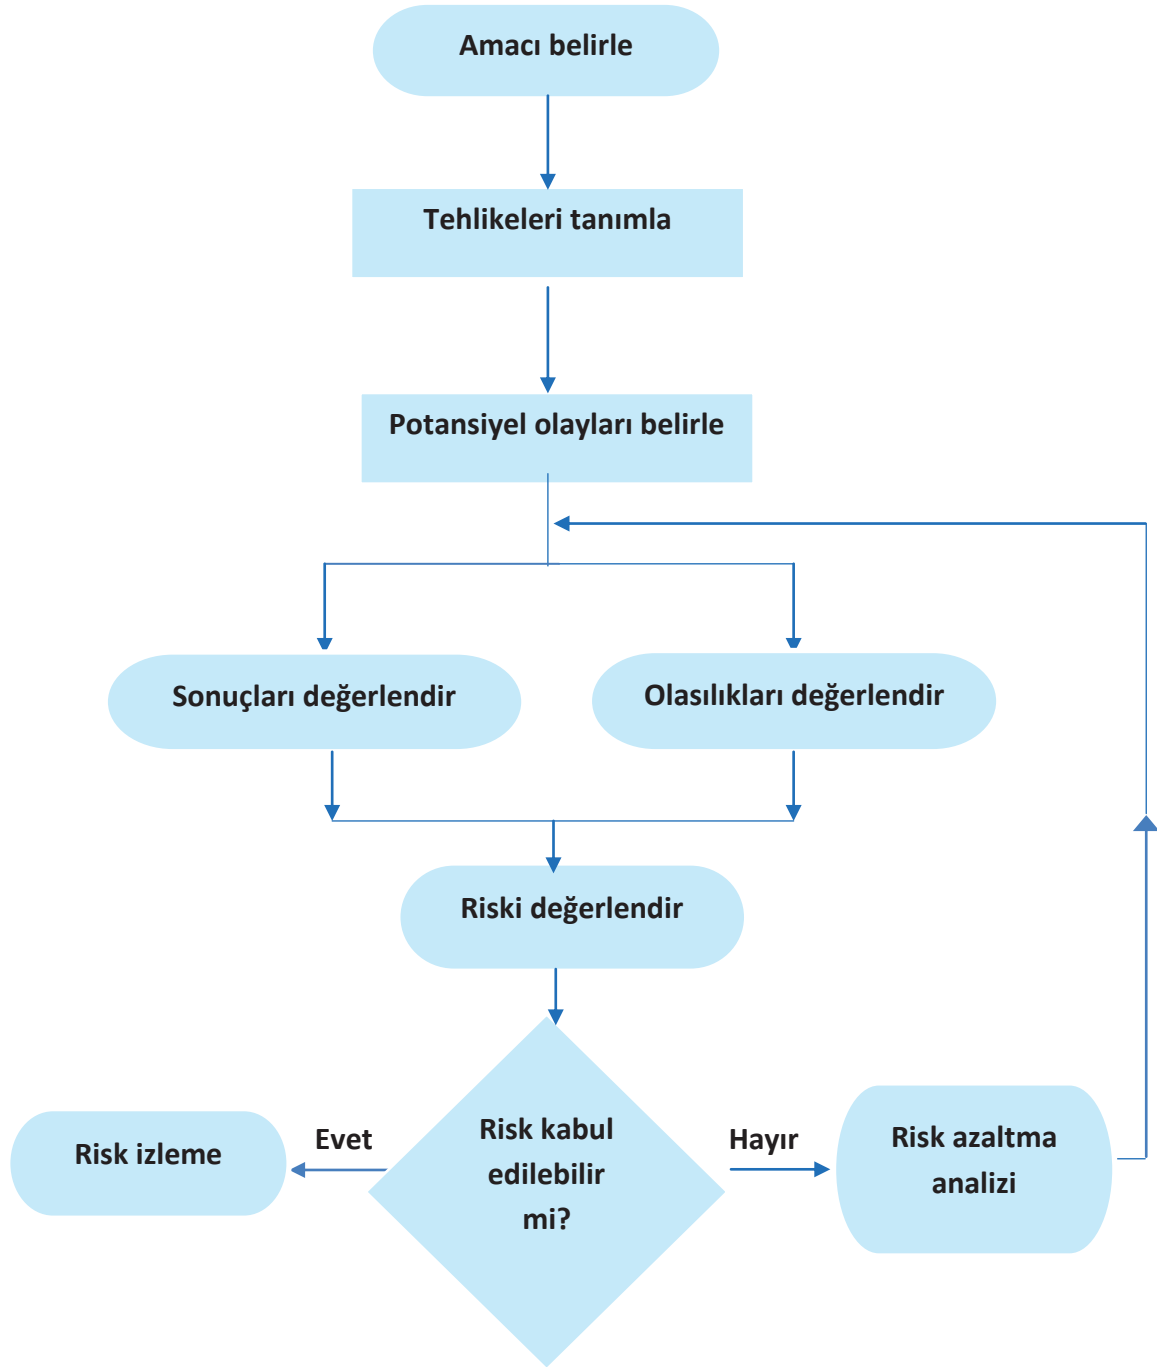 Amacı belirle
Tehlikeleri tanımla
Potansiyel olayları belirle
Sonuçları değerlendir
Olasılıkları değerlendir
Riski değerlendir
Risk izleme
Evet
Risk kabul
edilebilir
mi?
Hayır
Risk azaltma
analizi